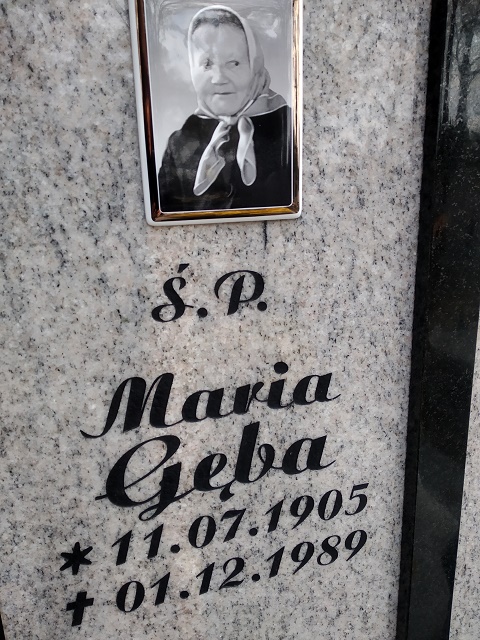 Ś. P.
Maria
Gęba
* 11.07.1905
✝ 01.12.1989